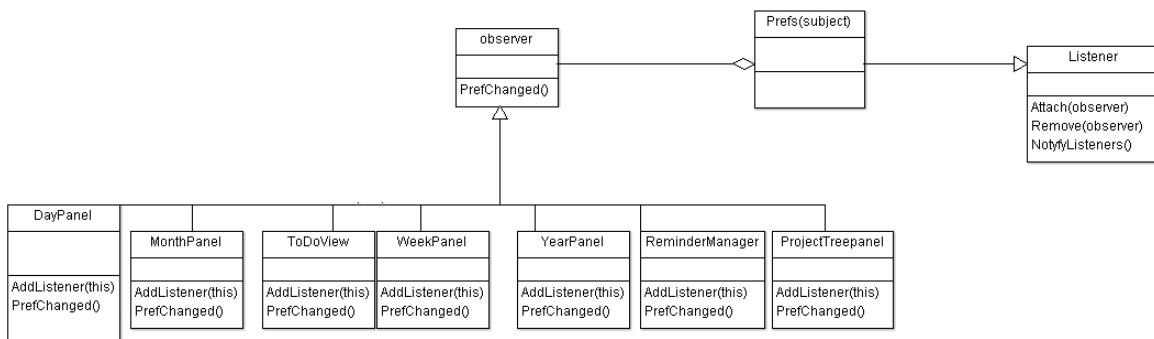 observer
PrefChanged()
Prefs(subject)
Listener
Attach(observer)
Remove(observer)
NotyfyListeners()
DayPanel
AddListener(this)
PrefChanged()
MonthPanel
AddListener(this)
PrefChanged()
ToDoView
AddListener(this)
PrefChanged()
WeekPanel
AddListener(this)
PrefChanged()
YearPanel
AddListener(this)
PrefChanged()
ReminderManager
AddListener(this)
PrefChanged()
ProjectTreepanel
AddListener(this)
PrefChanged()